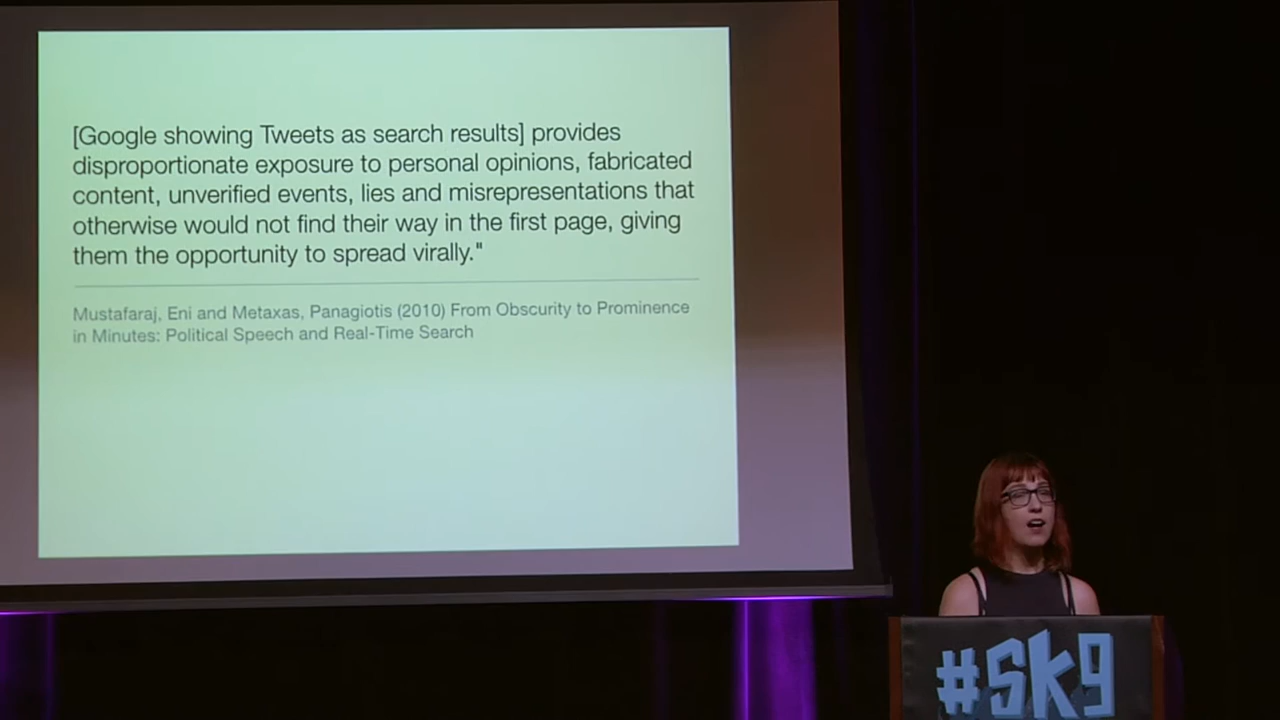 [Google showing Tweets as search results] provides
disproportionate exposure to personal opinions, fabricated
content, unverified events, lies and misrepresentations that
otherwise would not find their way in the first page, giving
them the opportunity to spread virally."
Mustafaraj, Eni and Metaxas, Panagiotis (2010) From Obscurity to Prominence
in Minutes: Political Speech and Real-Time Search
#sk9